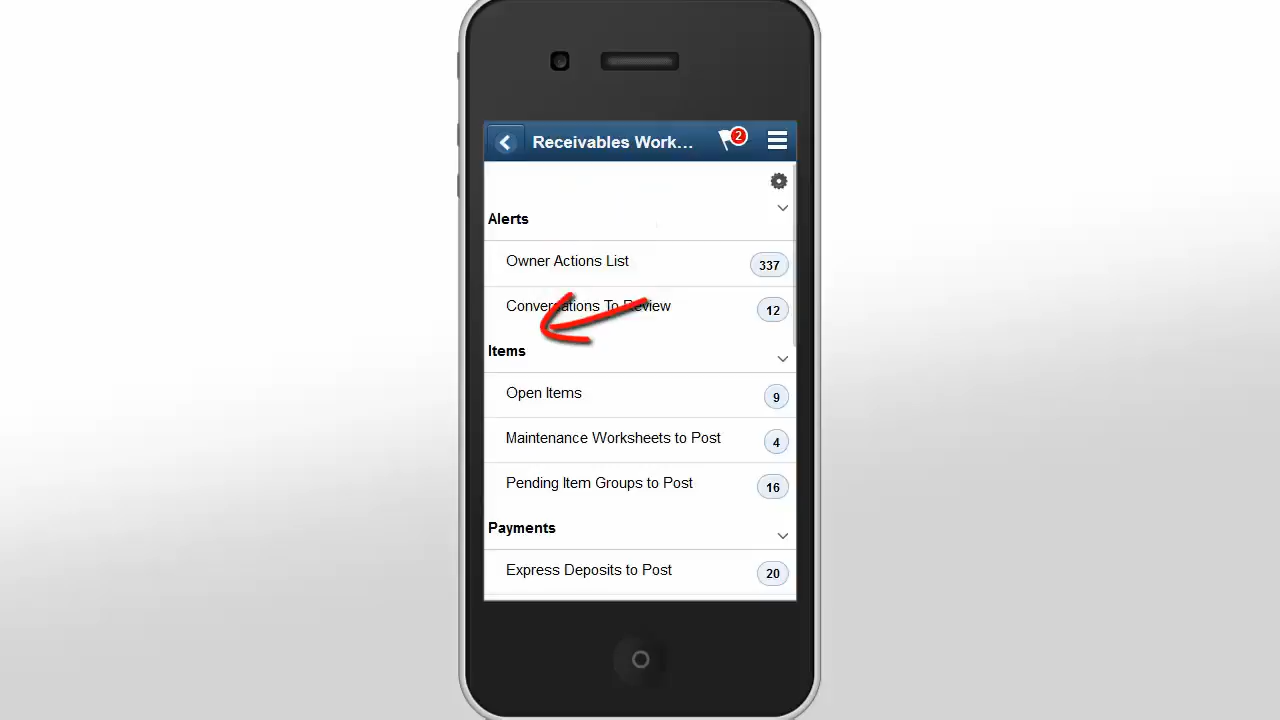 Receivables Work...
2
Alerts
Owner Actions List
337
Conversations To Review
12
Items
Open Items
9
Maintenance Worksheets to Post
4
Pending Item Groups to Post
16
Payments
Express Deposits to Post
20